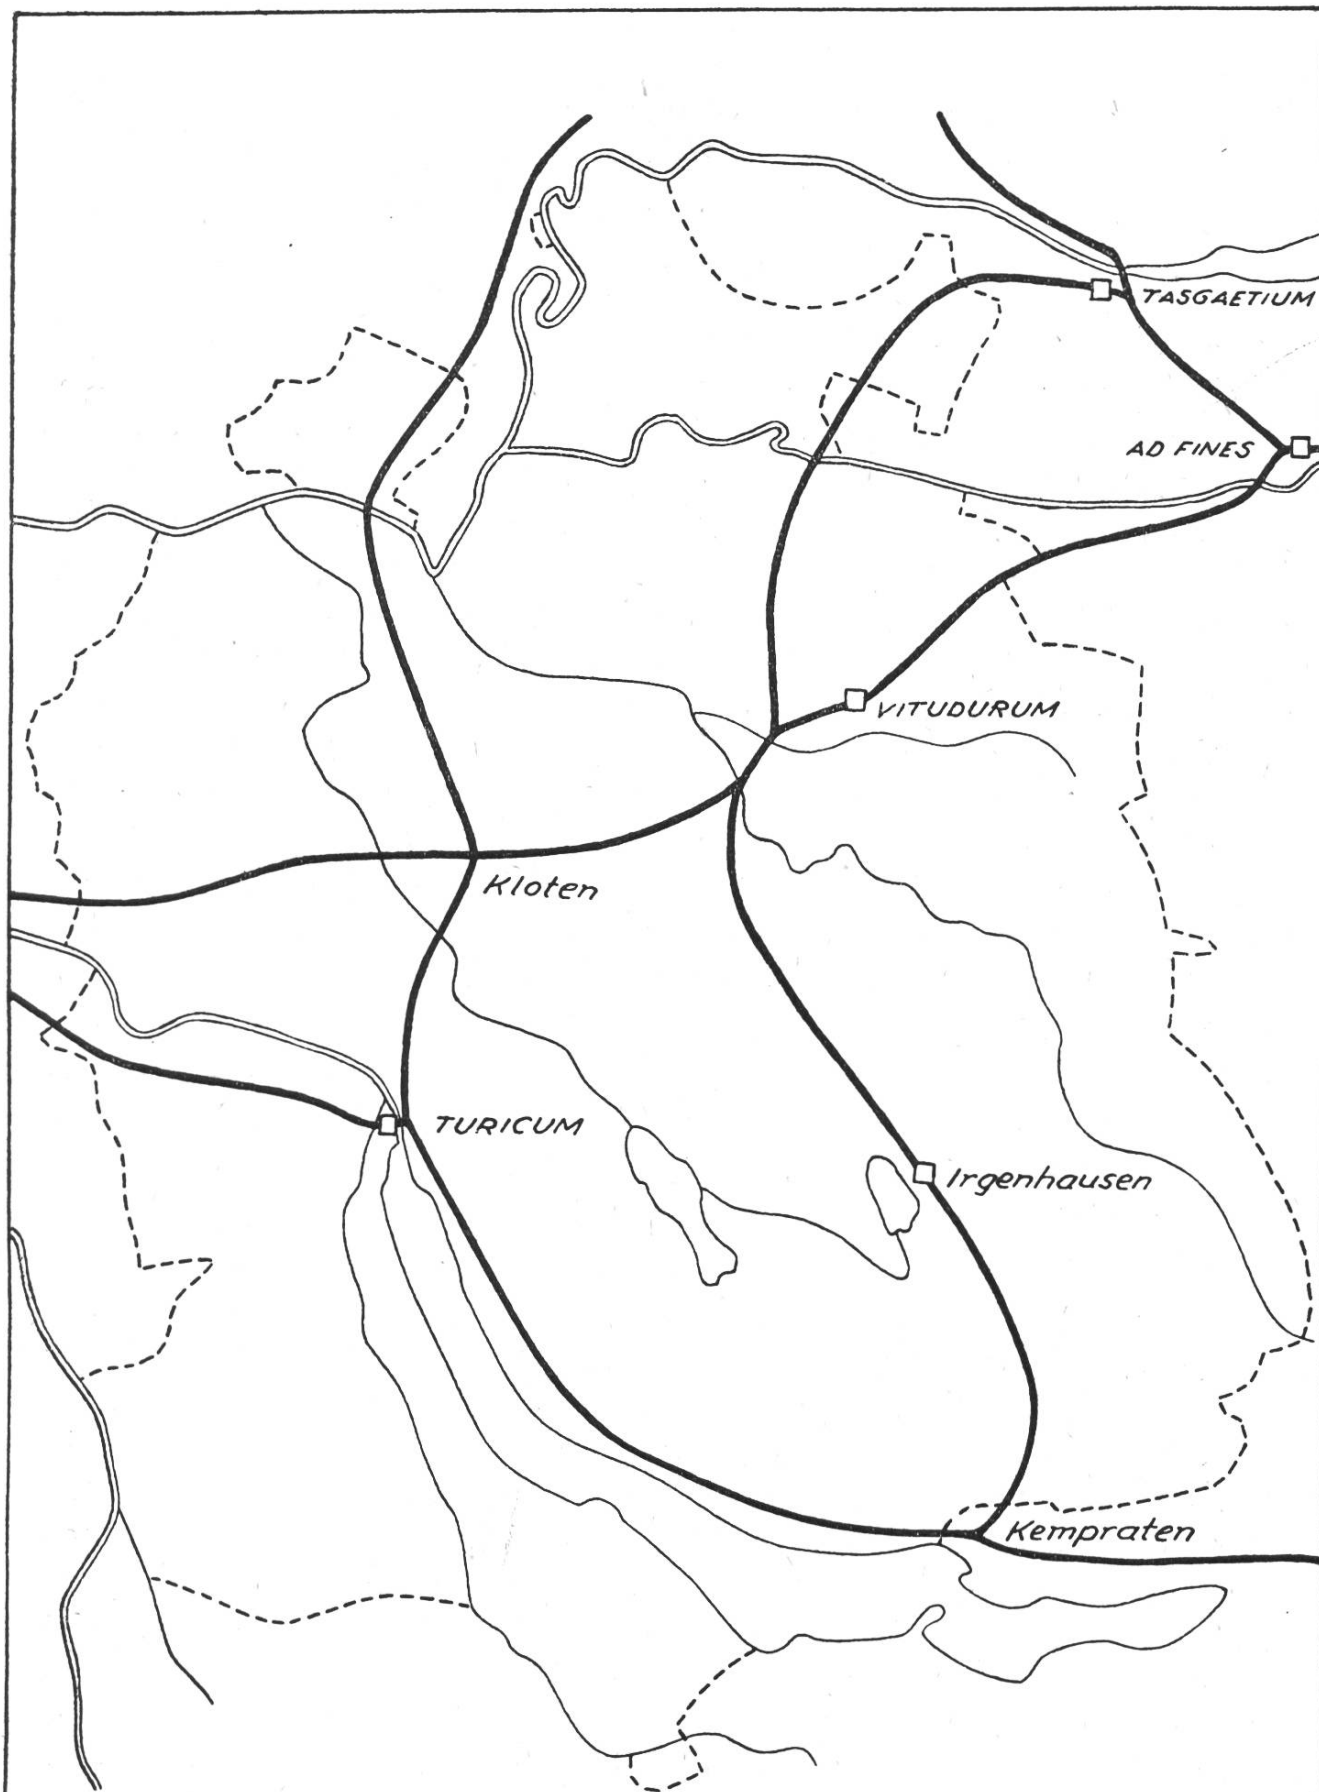 TASGAETIUM
AD FINES
VITUDURUM
Kloten
TURICUM
Irgenhausen
Kempraten